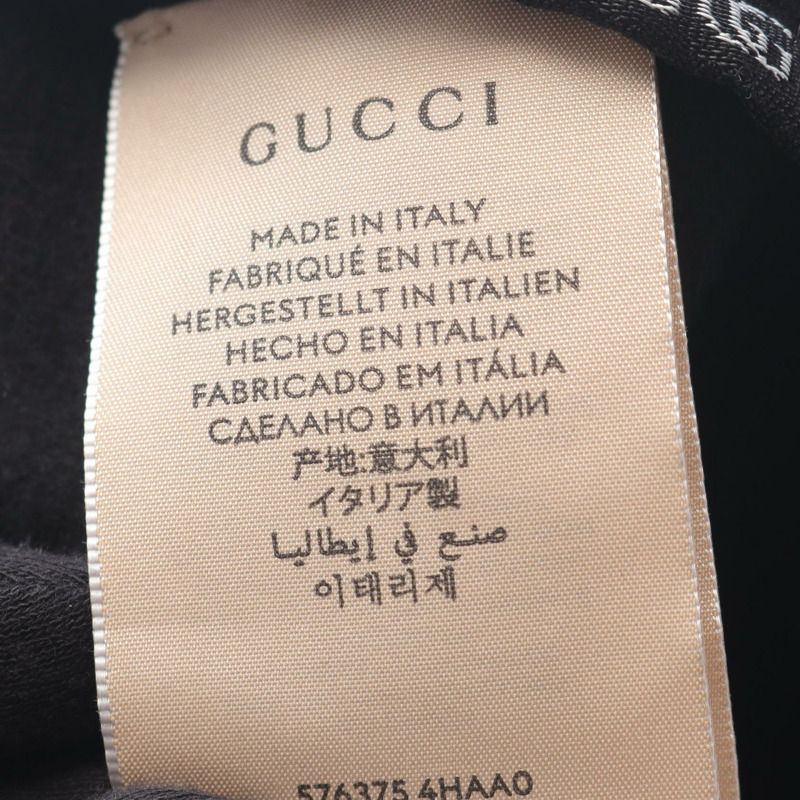 GUCCI
MADE IN ITALY
FABRIQUÉ EN ITALIE
HERGESTELLT IN ITALIEN
HECHO EN ITALIA
FABRICADO EM ITÁLIA
СДЕЛАНО В ИТАЛИИ
产地:意大利
イタリア製
صنع في إيطاليا
이태리제
576375 4HAA0